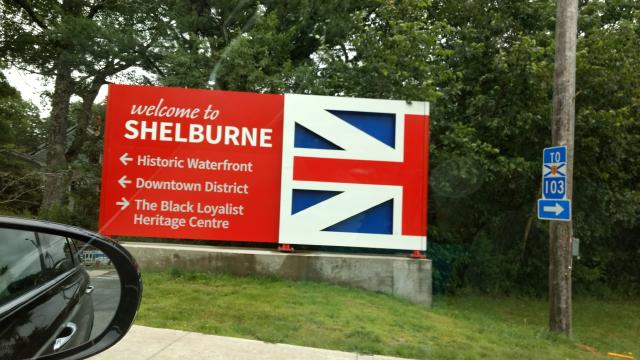 welcome to
SHELBURNE
← Historic Waterfront
← Downtown District
→ The Black Loyalist
Heritage Centre
TO
103
→